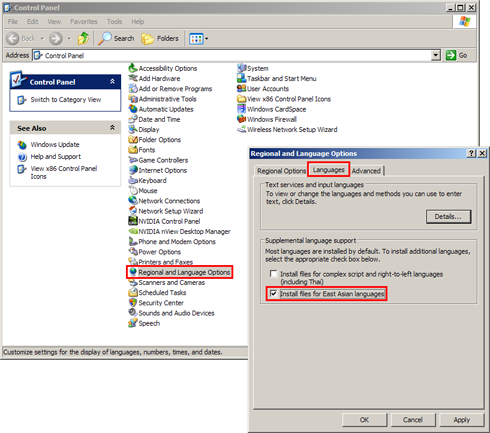 Control Panel
File Edit View Favorites Tools Help
Back Search Folders
Address Control Panel Go
Control Panel
Switch to Category View
See Also
Windows Update
Help and Support
View x86 Control Panel Icons
Accessibility Options
Add Hardware
Add or Remove Programs
Administrative Tools
Automatic Updates
Date and Time
Display
Folder Options
Fonts
Game Controllers
Internet Options
Keyboard
Mouse
Network Connections
Network Setup Wizard
NVIDIA Control Panel
NVIDIA nView Desktop Manager
Phone and Modem Options
Power Options
Printers and Faxes
Regional and Language Options
Scanners and Cameras
Scheduled Tasks
Security Center
Sounds and Audio Devices
Speech
System
Taskbar and Start Menu
User Accounts
View x86 Control Panel Icons
Windows CardSpace
Windows Firewall
Wireless Network Setup Wizard
Customize settings for the display of languages, numbers, times, and dates.
Regional and Language Options
Regional Options Languages Advanced
Text services and input languages
To view or change the languages and methods you can use to
enter text, click Details.
Details...
Supplemental language support
Most languages are installed by default. To install additional languages,
select the appropriate check box below.
Install files for complex script and right-to-left languages
(including Thai)
Install files for East Asian languages
OK Cancel Apply